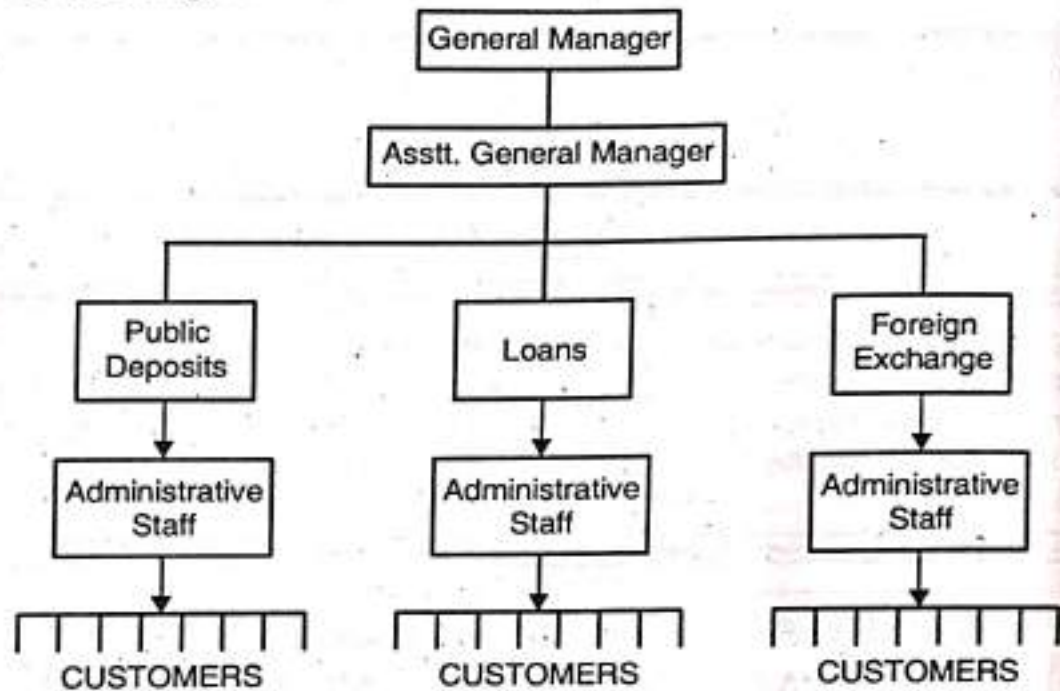 General Manager
Asstt. General Manager
Public
Deposits
Loans
Foreign
Exchange
Administrative
Staff
Administrative
Staff
Administrative
Staff
CUSTOMERS
CUSTOMERS
CUSTOMERS